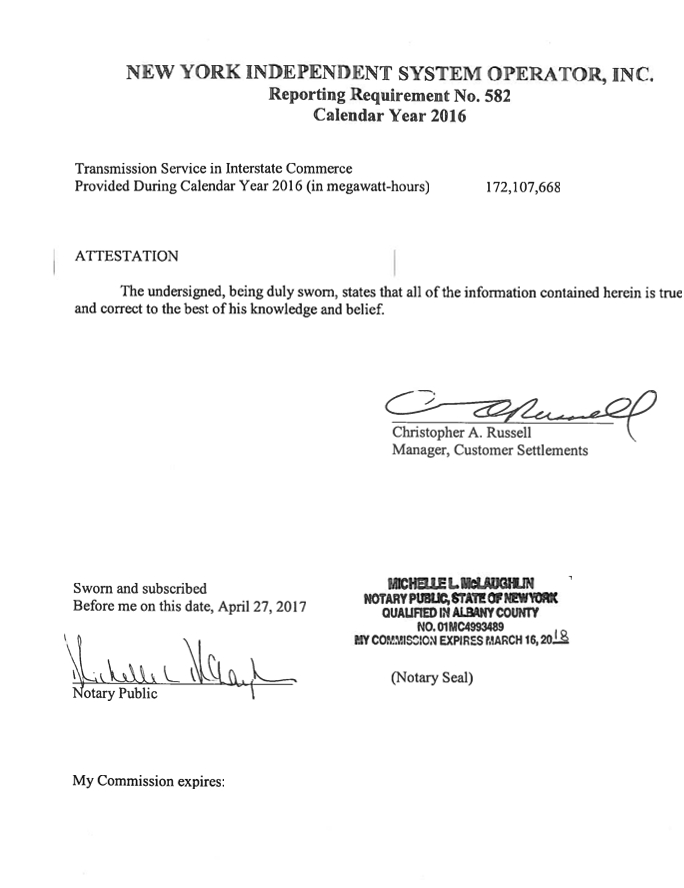 NEW YORK INDEPENDENT SYSTEM OPERATOR, INC.
Reporting Requirement No. 582
Calendar Year 2016
Transmission Service in Interstate Commerce
Provided During Calendar Year 2016 (in megawatt-hours) 172,107,668
ATTESTATION
The undersigned, being duly sworn, states that all of the information contained herein is true
and correct to the best of his knowledge and belief.
C A Russell
Christopher A. Russell
Manager, Customer Settlements
Sworn and subscribed
Before me on this date, April 27, 2017
MICHELLE L. McLAUGHLIN
NOTARY PUBLIC, STATE OF NEW YORK
QUALIFIED IN ALBANY COUNTY
NO. 01MC4993489
MY COMMISSION EXPIRES MARCH 16, 2018
Michelle L McLaugh
Notary Public
(Notary Seal)
My Commission expires: